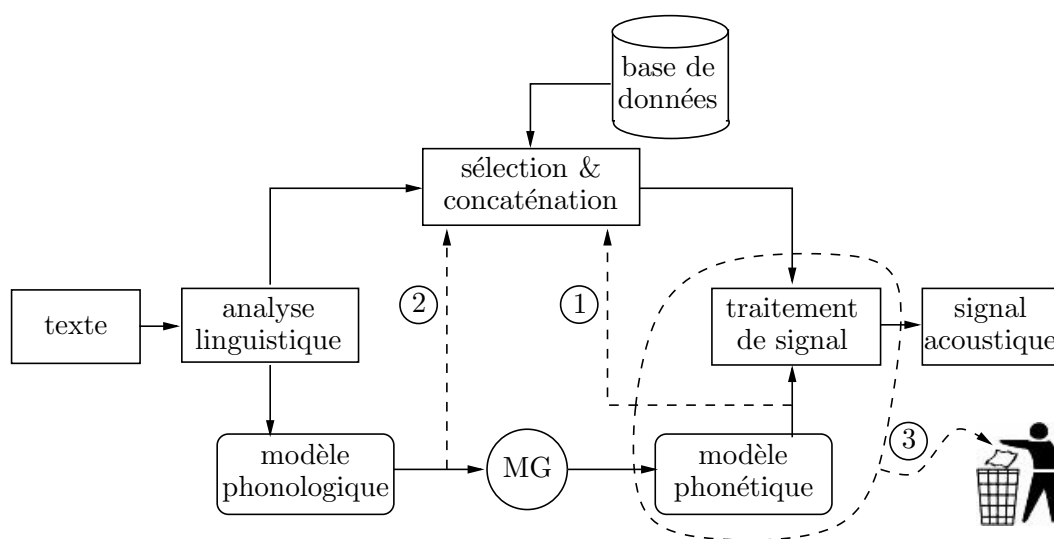 base de
données
sélection &
concaténation
2
1
texte
analyse
linguistique
traitement
de signal
signal
acoustique
modèle
phonologique
MG
modèle
phonétique
3